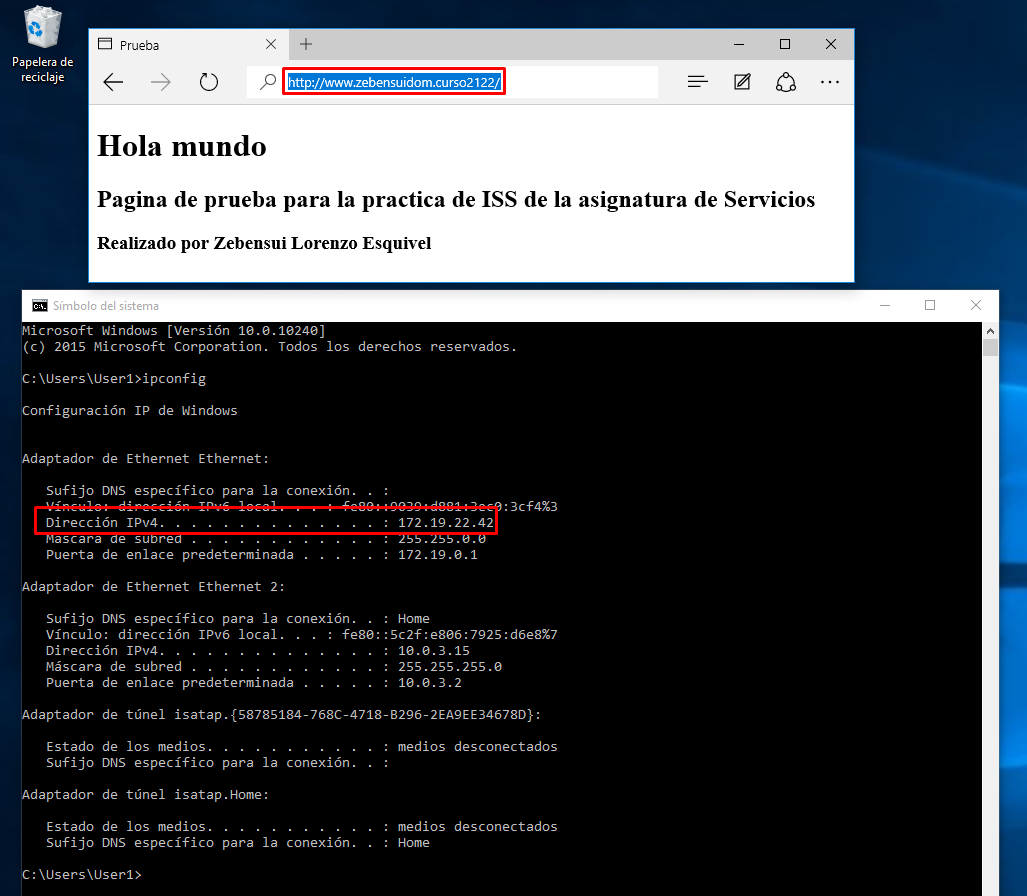 Papelera de
reciclaje
Prueba
http://www.zebensuidom.curso2122/
Hola mundo
Pagina de prueba para la practica de ISS de la asignatura de Servicios
Realizado por Zebensui Lorenzo Esquivel
Símbolo del sistema
Microsoft Windows [Versión 10.0.10240]
(c) 2015 Microsoft Corporation. Todos los derechos reservados.
C:\Users\User1>ipconfig
Configuración IP de Windows
Adaptador de Ethernet Ethernet:
Sufijo DNS específico para la conexión. . :
Vínculo: dirección IPv6 local. . . : fe80::9039:d881:3ec0:3cf4%3
Dirección IPv4. . . . . . . . . . . . . . : 172.19.22.42
Máscara de subred . . . . . . . . . . . . : 255.255.0.0
Puerta de enlace predeterminada . . . . . : 172.19.0.1
Adaptador de Ethernet Ethernet 2:
Sufijo DNS específico para la conexión. . : Home
Vínculo: dirección IPv6 local. . . : fe80::5c2f:e806:7925:d6e8%7
Dirección IPv4. . . . . . . . . . . . . . : 10.0.3.15
Máscara de subred . . . . . . . . . . . . : 255.255.255.0
Puerta de enlace predeterminada . . . . . : 10.0.3.2
Adaptador de túnel isatap.{58785184-768C-4718-B296-2EA9EE34678D}:
Estado de los medios. . . . . . . . . . . : medios desconectados
Sufijo DNS específico para la conexión. . :
Adaptador de túnel isatap.Home:
Estado de los medios. . . . . . . . . . . : medios desconectados
Sufijo DNS específico para la conexión. . : Home
C:\Users\User1>